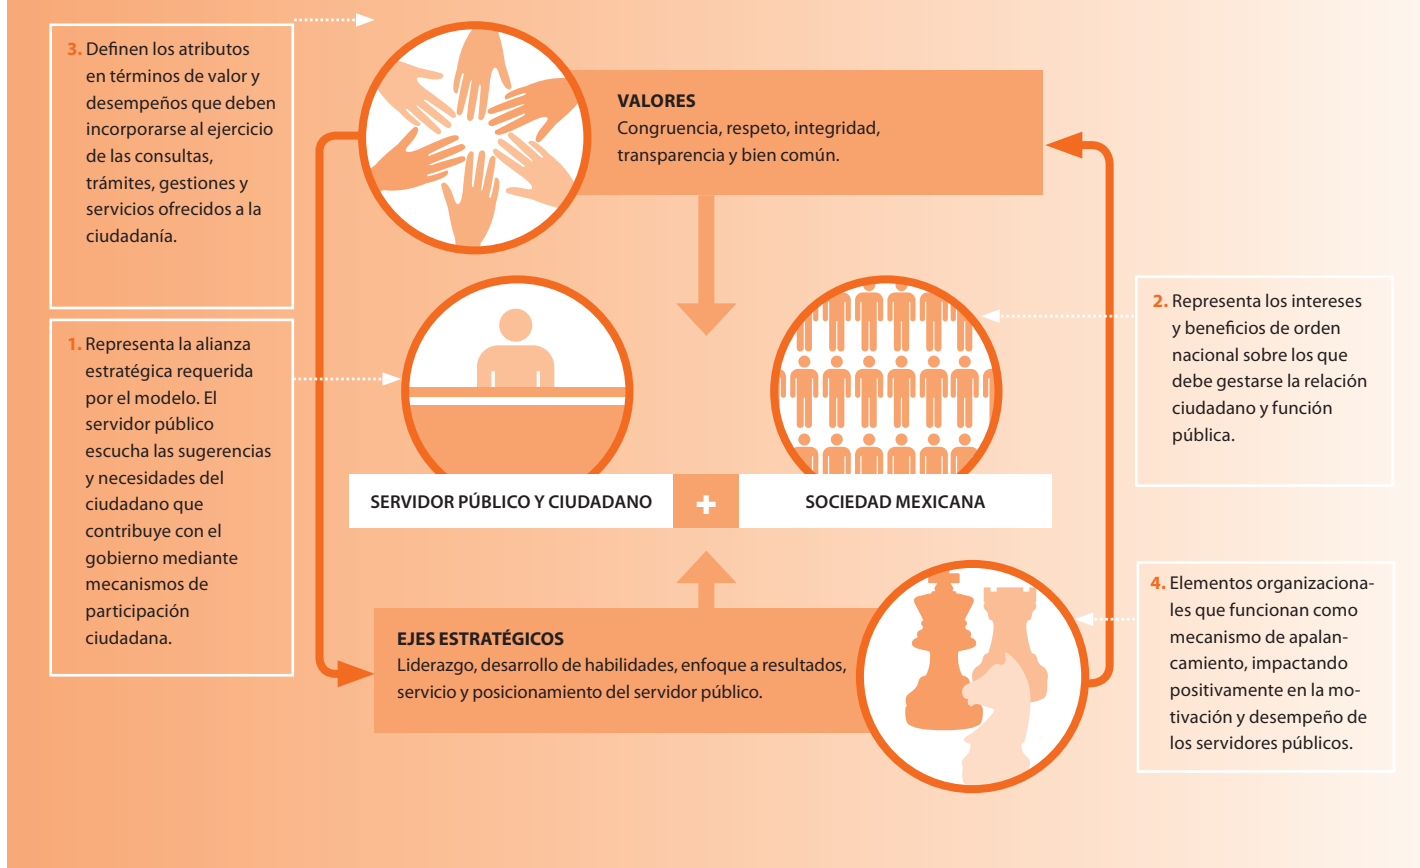 3. Definen los atributos
en términos de valor y
desempeños que deben
incorporarse al ejercicio
de las consultas,
trámites, gestiones y
servicios ofrecidos a la
ciudadanía.
VALORES
Congruencia, respeto, integridad,
transparencia y bien común.
1. Representa la alianza
estratégica requerida
por el modelo. El
servidor público
escucha las sugerencias
y necesidades del
ciudadano que
contribuye con el
gobierno mediante
mecanismos de
participación
ciudadana.
2. Representa los intereses
y beneficios de orden
nacional sobre los que
debe gestarse la relación
ciudadano y función
pública.
SERVIDOR PÚBLICO Y CIUDADANO
+
SOCIEDAD MEXICANA
EJES ESTRATÉGICOS
Liderazgo, desarrollo de habilidades, enfoque a resultados,
servicio y posicionamiento del servidor público.
4. Elementos organizaciona-
les que funcionan como
mecanismo de apalan-
camiento, impactando
positivamente en la mo-
tivación y desempeño de
los servidores públicos.